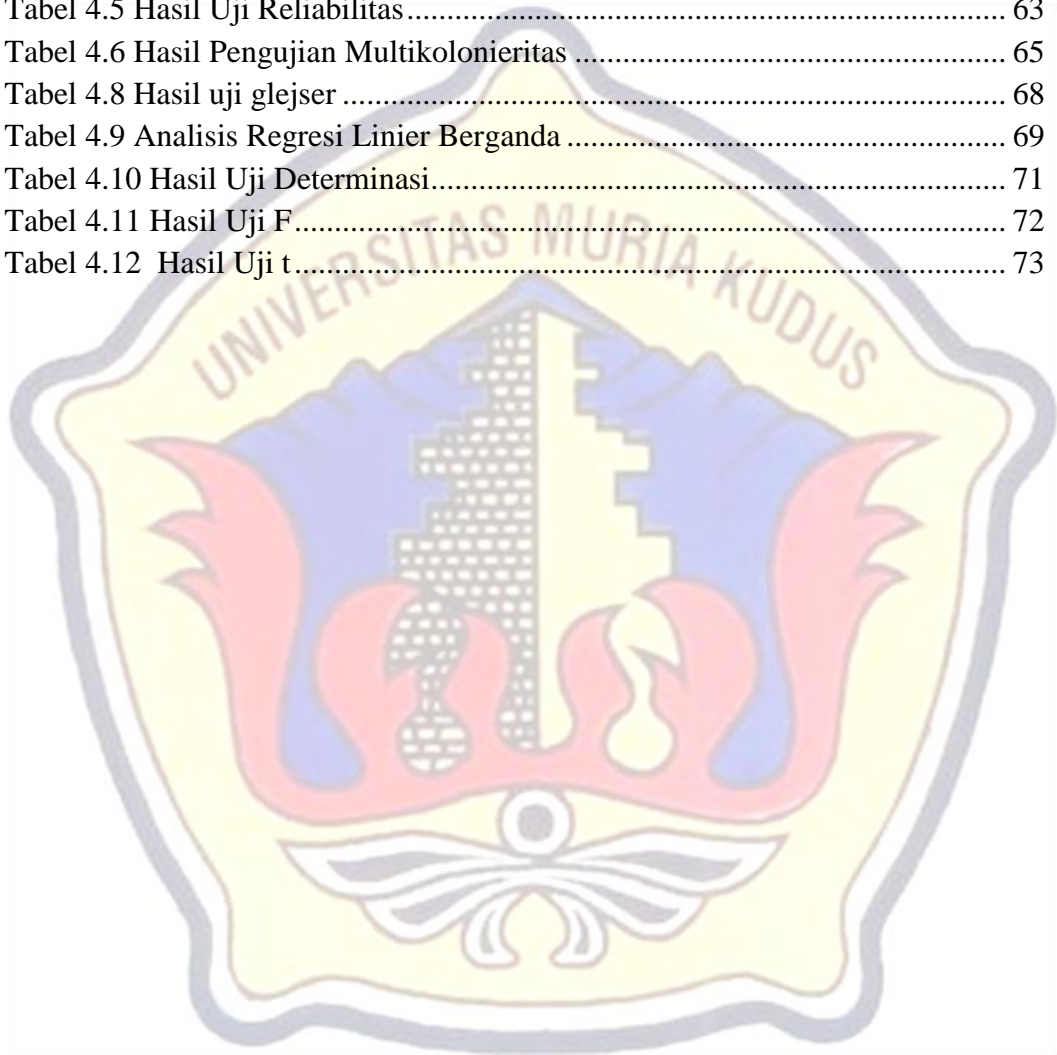 Tabel 4.5 Hasil Uji Reliabilitas ........................................................................... 63
Tabel 4.6 Hasil Pengujian Multikolonieritas ...................................................... 65
Tabel 4.8 Hasil uji glejser ................................................................................... 68
Tabel 4.9 Analisis Regresi Linier Berganda ....................................................... 69
Tabel 4.10 Hasil Uji Determinasi ........................................................................ 71
Tabel 4.11 Hasil Uji F ......................................................................................... 72
Tabel 4.12 Hasil Uji t .......................................................................................... 73
UNIVERSITAS MURIA KUDUS